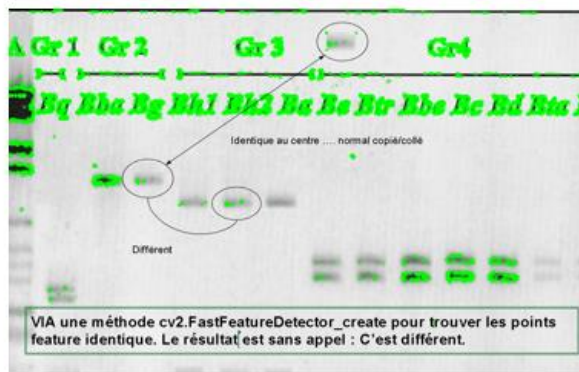 A Gr 1 Gr 2 Gr 3 Gr4
Bq Bba Bg Bh1 Bh2 Ba Be Btr Bbe Bc Bd Bta
Identique au centre .... normal copié/collé
Différent
VIA une méthode cv2.FastFeatureDetector_create pour trouver les points
feature identique. Le résultat est sans appel : C'est différent.